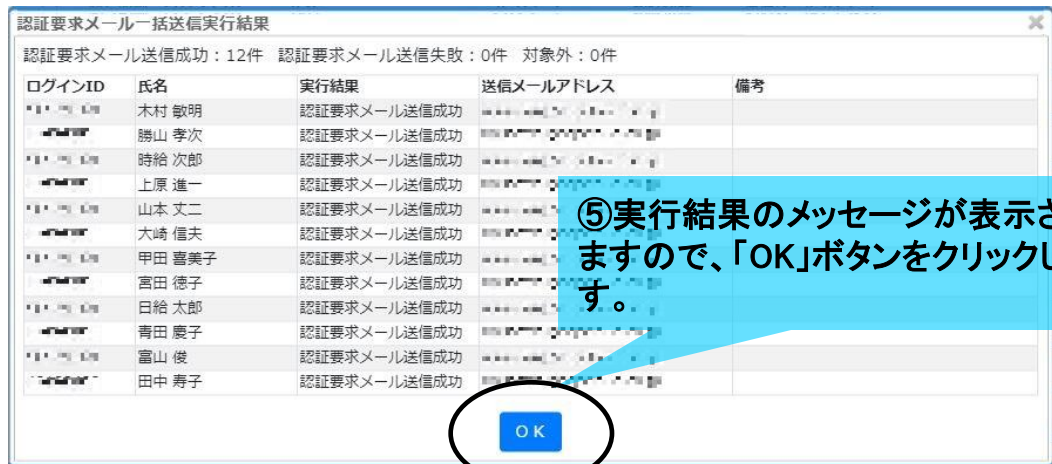 認証要求メール一括送信実行結果
認証要求メール送信成功：12件 認証要求メール送信失敗：0件 対象外：0件
ログインID 氏名 実行結果 送信メールアドレス 備考
木村 敏明 認証要求メール送信成功
勝山 孝次 認証要求メール送信成功
時給 次郎 認証要求メール送信成功
上原 進一 認証要求メール送信成功
山本 丈二 認証要求メール送信成功
大崎 信夫 認証要求メール送信成功
甲田 喜美子 認証要求メール送信成功
宮田 徳子 認証要求メール送信成功
日給 太郎 認証要求メール送信成功
青田 慶子 認証要求メール送信成功
富山 俊 認証要求メール送信成功
田中 寿子 認証要求メール送信成功
⑤実行結果のメッセージが表示さ
ますので、「OK」ボタンをクリックし
す。
OK